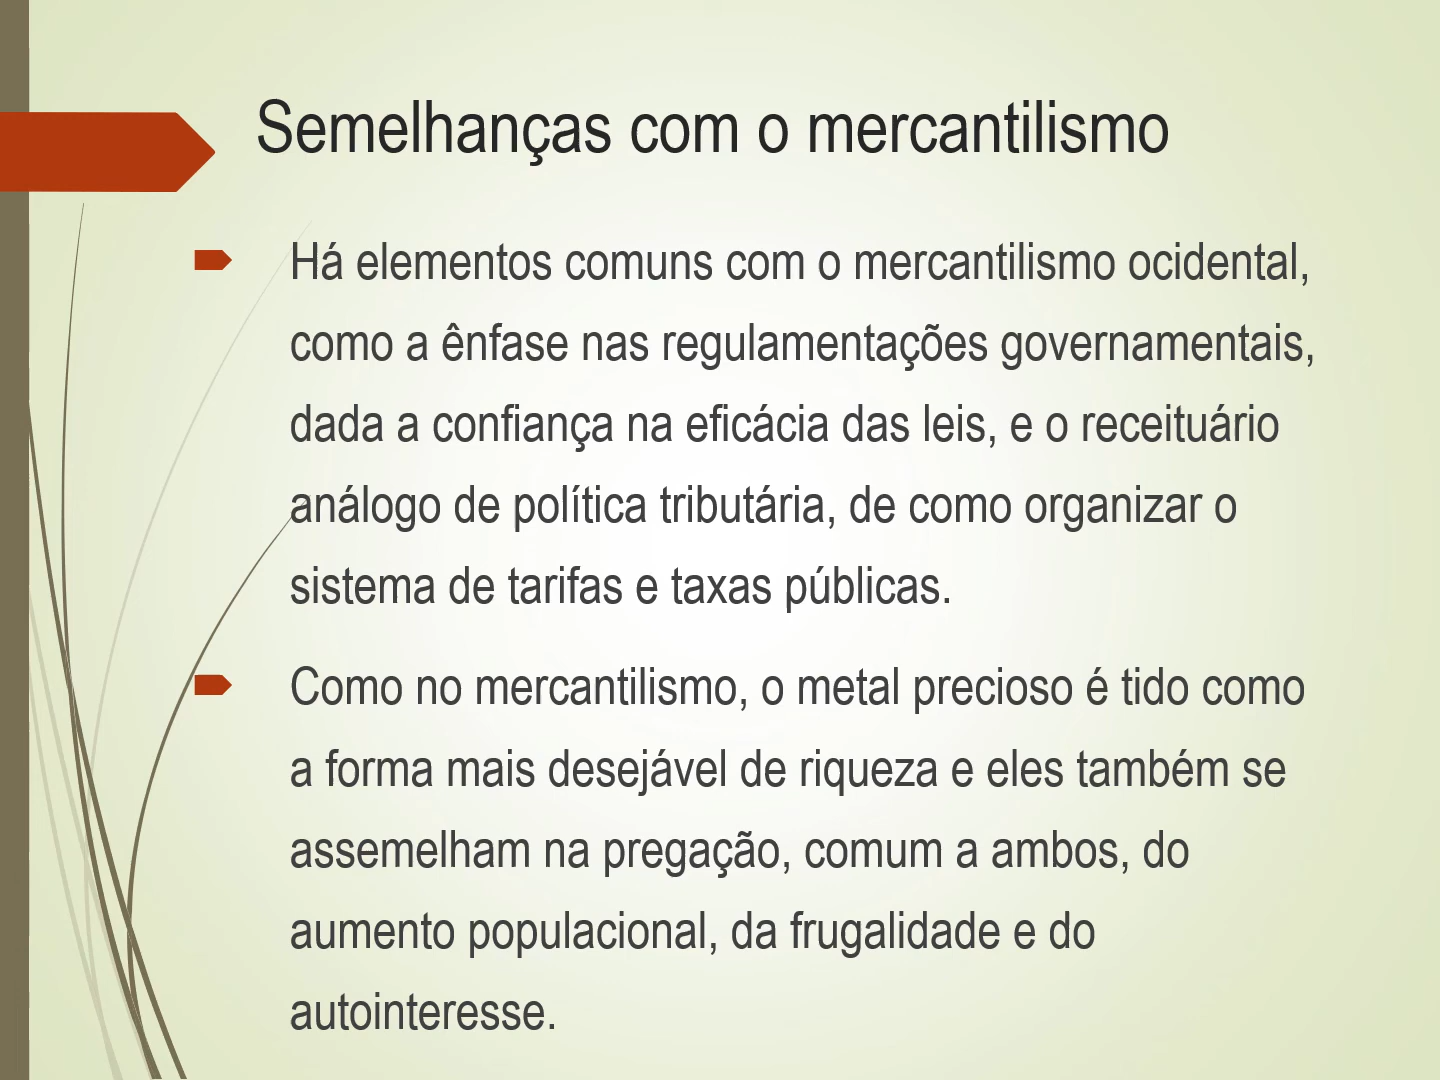 Semelhanças com o mercantilismo
Há elementos comuns com o mercantilismo ocidental,
como a ênfase nas regulamentações governamentais,
dada a confiança na eficácia das leis, e o receituário
análogo de política tributária, de como organizar o
sistema de tarifas e taxas públicas.
Como no mercantilismo, o metal precioso é tido como
a forma mais desejável de riqueza e eles também se
assemelham na pregação, comum a ambos, do
aumento populacional, da frugalidade e do
autointeresse.